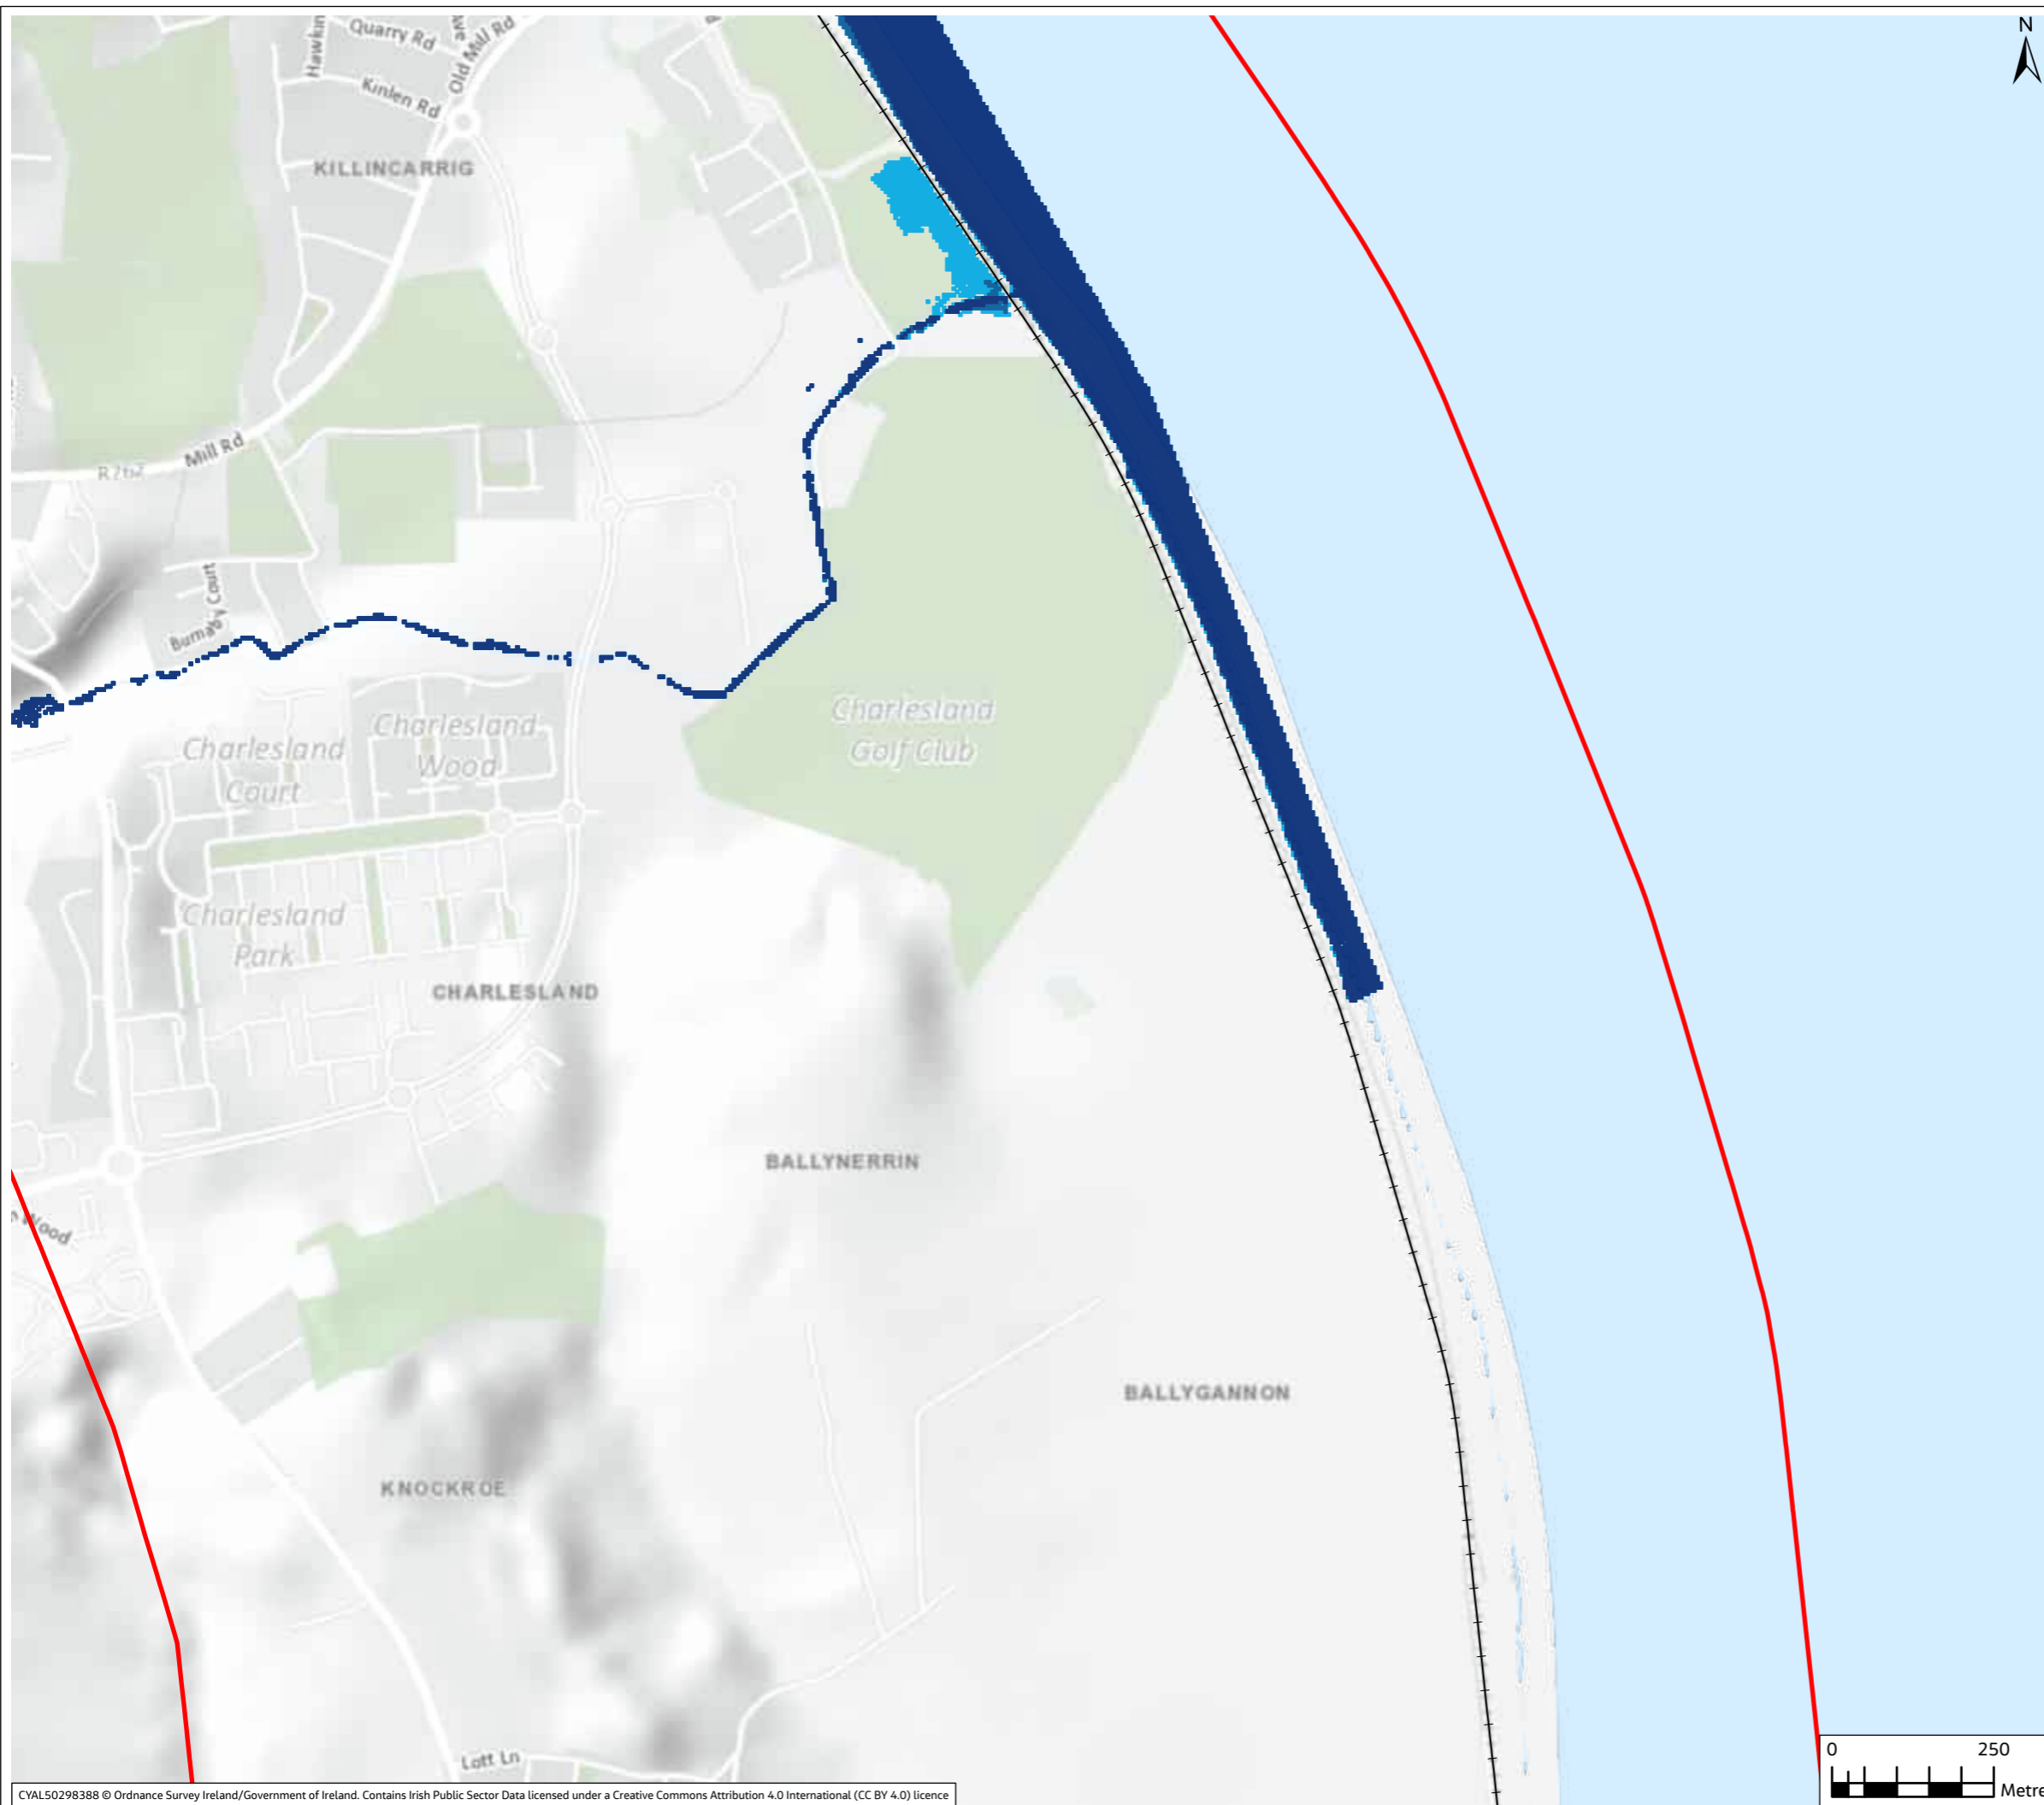 N
Quarry Rd
Hawkin
Old Mill Rd
Kinlen Rd
KILLINCARRIG
Mill Rd
R762
Burnaby Court
Charlesland
Golf Club
Charlesland
Wood
Charlesland
Court
Charlesland
Park
CHARLESLAND
BALLYNERRIN
Wood
BALLYGANNON
KNOCKROE
Lott Ln
0 250
Metre
CYAL50298388 © Ordnance Survey Ireland/Government of Ireland. Contains Irish Public Sector Data licensed under a Creative Commons Attribution 4.0 International (CC BY 4.0) licence